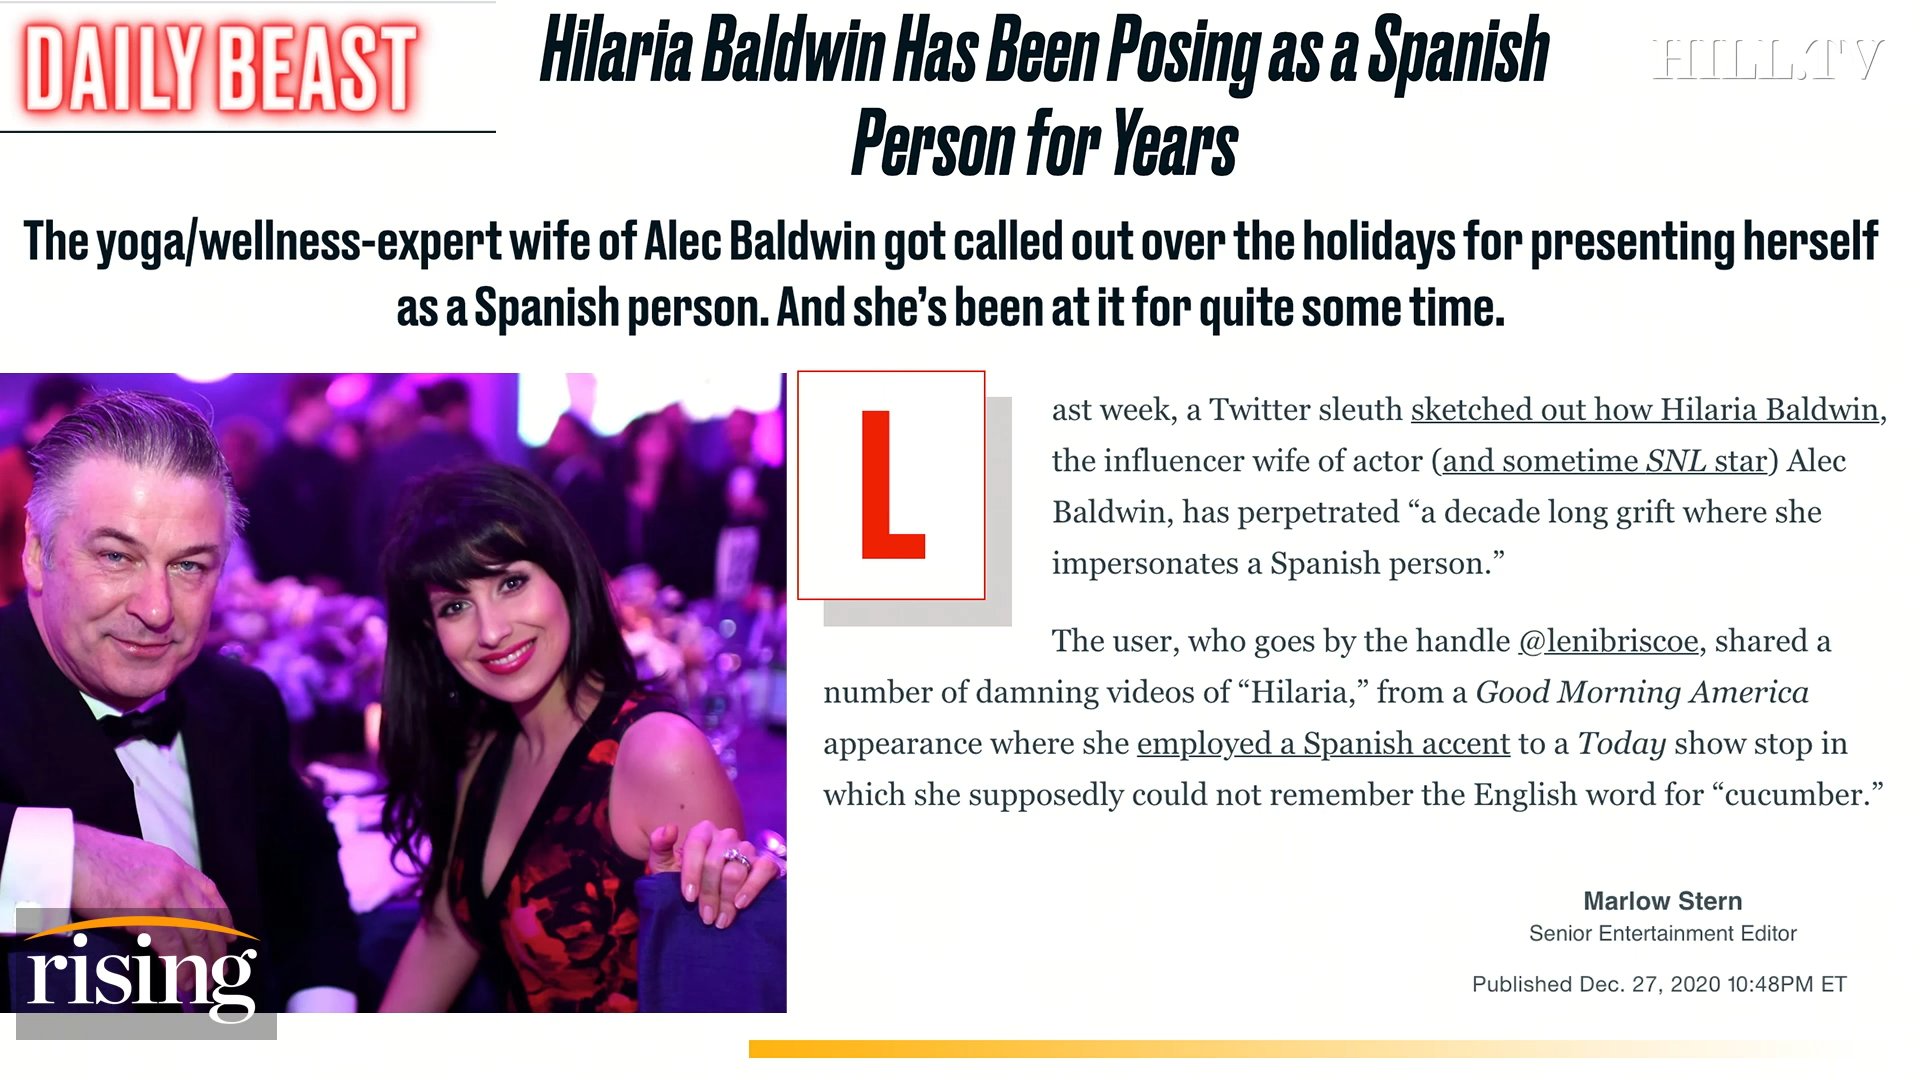 DAILY BEAST
Hilaria Baldwin Has Been Posing as a Spanish
Person for Years
HILL.TV
The yoga/wellness-expert wife of Alec Baldwin got called out over the holidays for presenting herself
as a Spanish person. And she's been at it for quite some time.
Last week, a Twitter sleuth sketched out how Hilaria Baldwin,
the influencer wife of actor (and sometime SNL star) Alec
Baldwin, has perpetrated “a decade long grift where she
impersonates a Spanish person.”
The user, who goes by the handle @lenibriscoe, shared a
number of damning videos of “Hilaria,” from a Good Morning America
appearance where she employed a Spanish accent to a Today show stop in
which she supposedly could not remember the English word for “cucumber.”
Marlow Stern
Senior Entertainment Editor
Published Dec. 27, 2020 10:48PM ET
rising